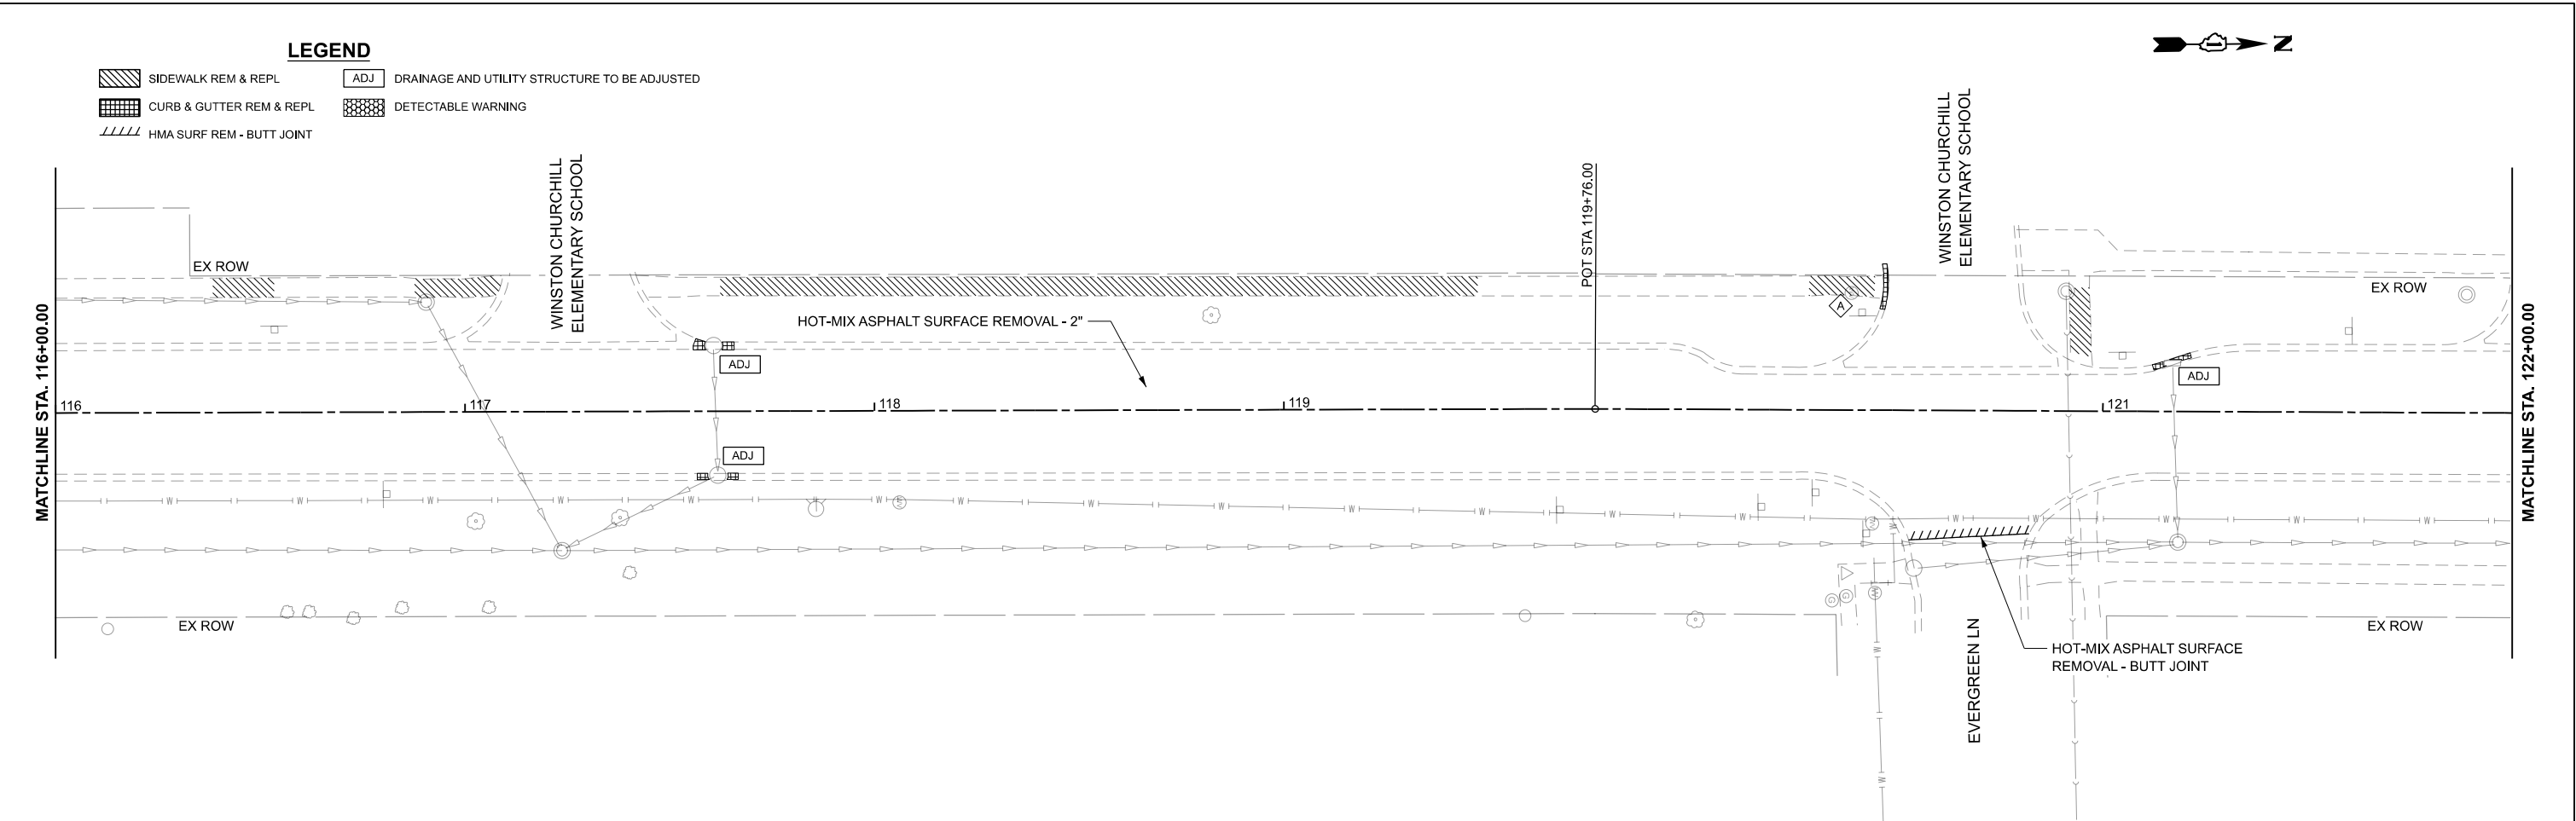 LEGEND
SIDEWALK REM & REPL
ADJ
DRAINAGE AND UTILITY STRUCTURE TO BE ADJUSTED
CURB & GUTTER REM & REPL
DETECTABLE WARNING
HMA SURF REM - BUTT JOINT
N
WINSTON CHURCHILL
ELEMENTARY SCHOOL
POT STA 119+76.00
WINSTON CHURCHILL
ELEMENTARY SCHOOL
EX ROW
EX ROW
A
HOT-MIX ASPHALT SURFACE REMOVAL - 2"
ADJ
ADJ
MATCHLINE STA. 116+00.00
116
117
118
119
121
MATCHLINE STA. 122+00.00
ADJ
W W W W W W W W W W W W W W W W W W W
G G W
EX ROW
EX ROW
EVERGREEN LN
HOT-MIX ASPHALT SURFACE
REMOVAL - BUTT JOINT